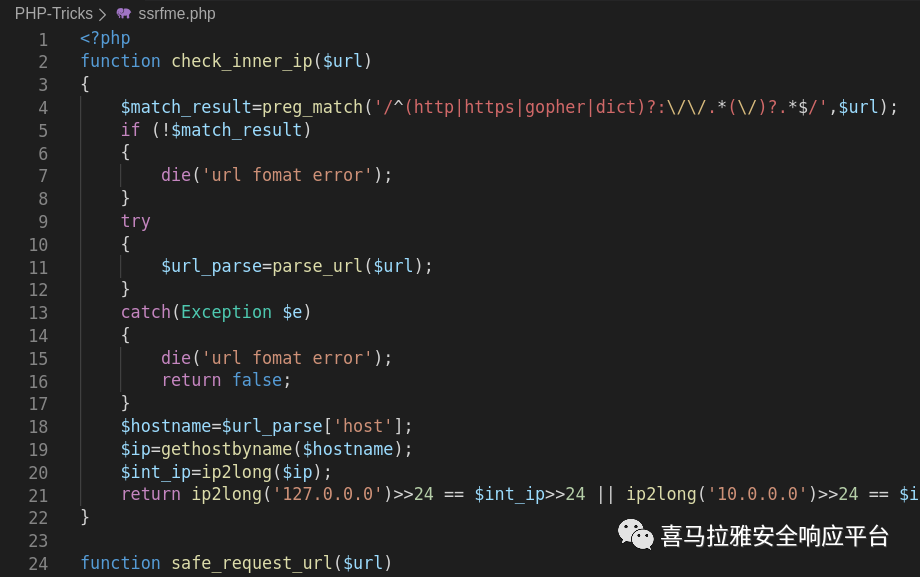 PHP-Tricks > ssrfme.php
1 <?php
2 function check_inner_ip($url)
3 {
4 $match_result=preg_match('/^(http|https|gopher|dict)?:\/\/.*(\/)?.*$/',$url);
5 if (!$match_result)
6 {
7 die('url fomat error');
8 }
9 try
10 {
11 $url_parse=parse_url($url);
12 }
13 catch(Exception $e)
14 {
15 die('url fomat error');
16 return false;
17 }
18 $hostname=$url_parse['host'];
19 $ip=gethostbyname($hostname);
20 $int_ip=ip2long($ip);
21 return ip2long('127.0.0.0')>>24 == $int_ip>>24 || ip2long('10.0.0.0')>>24 == $i
22 }
喜马拉雅安全响应平台
23
24 function safe_request_url($url)